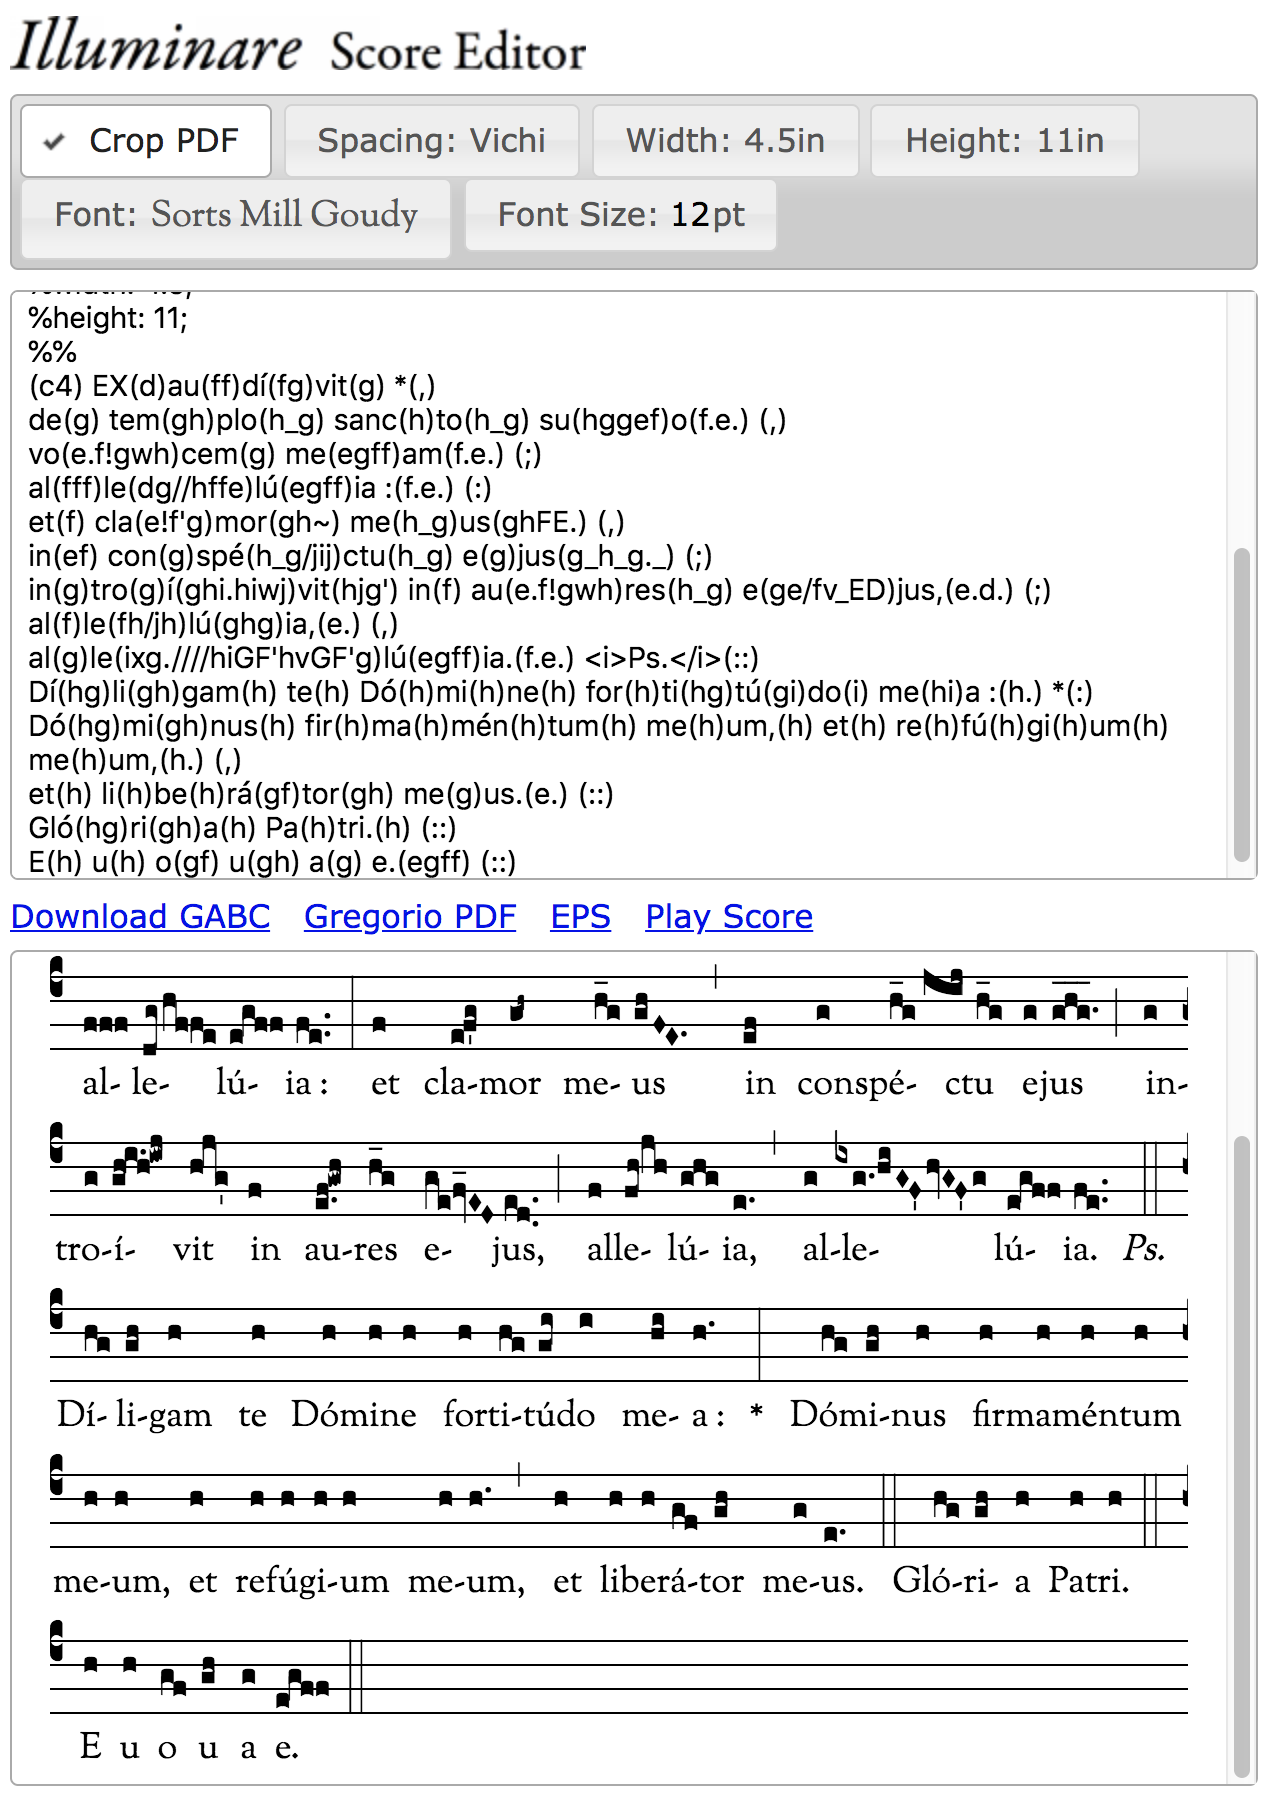 Illuminare Score Editor
✓ Crop PDF Spacing: Vichi Width: 4.5in Height: 11in
Font: Sorts Mill Goudy Font Size: 12pt
%height: 11;
%%
(c4) EX(d)au(ff)dí(fg)vit(g) *(,)
de(g) tem(gh)plo(h_g) sanc(h)to(h_g) su(hggef)o(f.e.) (,)
vo(e.f!gwh)cem(g) me(egff)am(f.e.) (;)
al(fff)le(dg//hffe)lú(egff)ia :(f.e.) (:)
et(f) cla(e!f'g)mor(gh~) me(h_g)us(ghFE.) (,)
in(ef) con(g)spé(h_g/jij)ctu(h_g) e(g)jus(g_h_g._) (;)
in(g)tro(g)í(ghi.hiwj)vit(hjg') in(f) au(e.f!gwh)res(h_g) e(ge/fv_ED)jus,(e.d.) (;)
al(f)le(fh/jh)lú(ghg)ia,(e.) (,)
al(g)le(ixg.////hiGF'hvGF'g)lú(egff)ia.(f.e.) <i>Ps.</i>(::)
Dí(hg)li(gh)gam(h) te(h) Dó(h)mi(h)ne(h) for(h)ti(hg)tú(gi)do(i) me(hi)a :(h.) *(:)
Dó(hg)mi(gh)nus(h) fir(h)ma(h)mén(h)tum(h) me(h)um,(h) et(h) re(h)fú(h)gi(h)um(h)
me(h)um,(h.) (,)
et(h) li(h)be(h)rá(gf)tor(gh) me(g)us.(e.) (::)
Gló(hg)ri(gh)a(h) Pa(h)tri.(h) (::)
E(h) u(h) o(gf) u(gh) a(g) e.(egff) (::)
Download GABC Gregorio PDF EPS Play Score
al- le- lú- ia : et cla-mor me- us in conspé- ctu ejus in-
tro-í- vit in au-res e- jus, alle- lú- ia, al-le- lú- ia. Ps.
Dí- li-gam te Dómine forti-túdo me- a : * Dómi-nus firmaméntum
me-um, et refúgi-um me-um, et liberá-tor me-us. Gló-ri- a Patri.
E u o u a e.